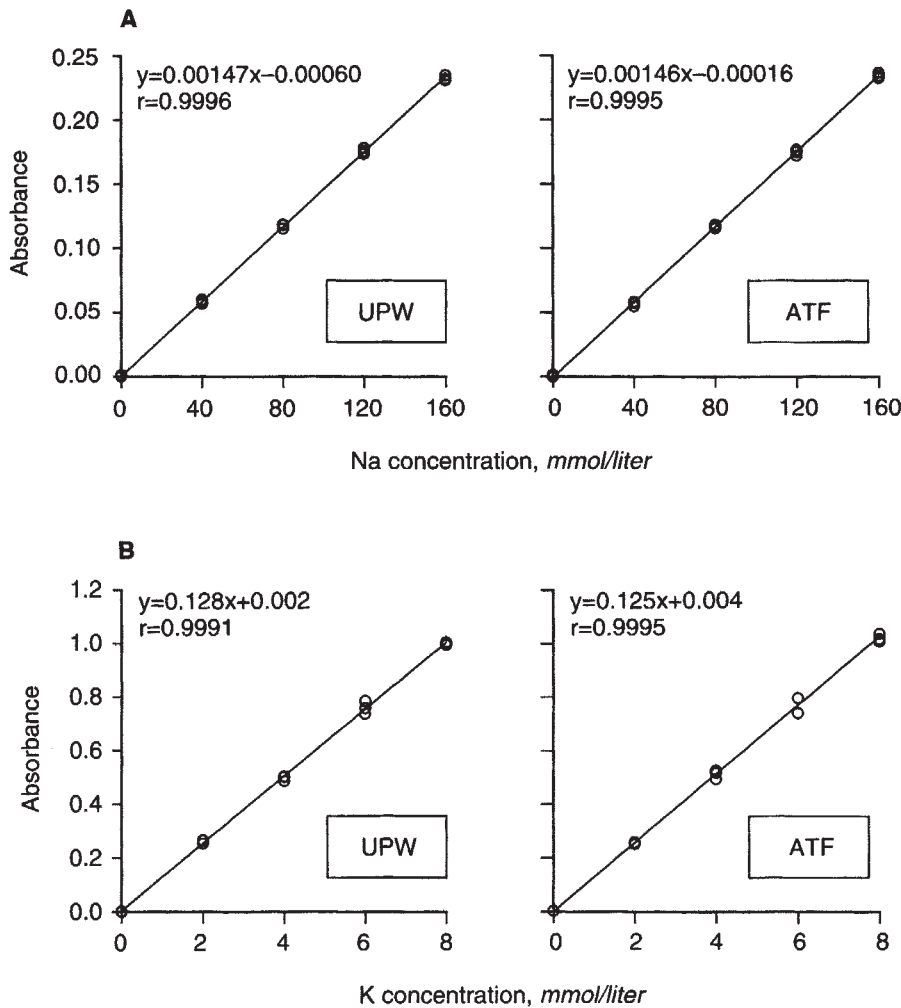 A
y=0.00147x–0.00060
r=0.9996
y=0.00146x–0.00016
r=0.9995
Absorbance
0.25
0.20
0.15
0.10
0.05
0.00
UPW
ATF
0 40 80 120 160
0 40 80 120 160
Na concentration, mmol/liter
B
y=0.128x+0.002
r=0.9991
y=0.125x+0.004
r=0.9995
Absorbance
1.2
1.0
0.8
0.6
0.4
0.2
0.0
UPW
ATF
0 2 4 6 8
0 2 4 6 8
K concentration, mmol/liter